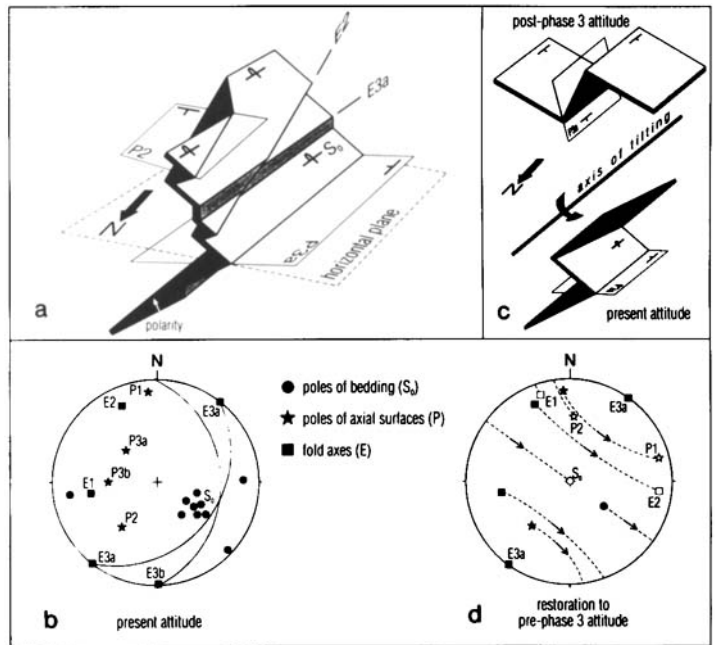 a
E2
E3a
S₀
P2
N
P3a
horizontal plane
polarity
post-phase 3 attitude
N
axis of tilting
c
present attitude
N
P1
E2
E3a
P3a
P3b
E1
S₀
P2
E3a
E3b
b
present attitude
poles of bedding (S₀)
poles of axial surfaces (P)
fold axes (E)
N
E1
E3a
P2
P1
S₀
E2
E3a
d
restoration to
pre-phase 3 attitude